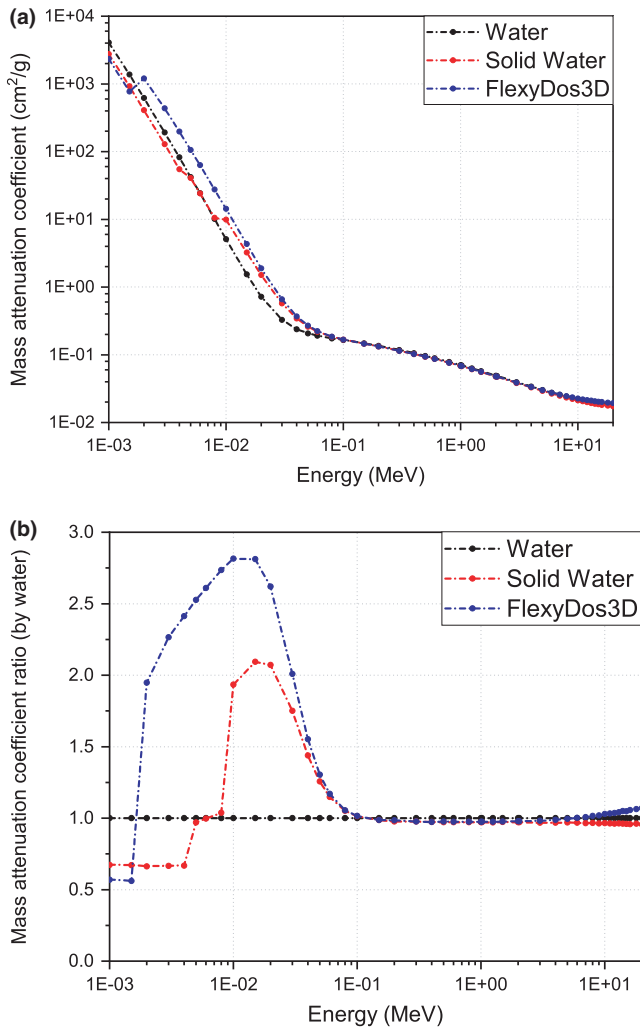 (a)
1E+04
1E+03
1E+02
1E+01
1E+00
1E-01
1E-02
Mass attenuation coefficient (cm²/g)
Water
Solid Water
FlexyDos3D
1E-03 1E-02 1E-01 1E+00 1E+01
Energy (MeV)
(b)
3.0
2.5
2.0
1.5
1.0
0.5
0.0
Mass attenuation coefficient ratio (by water)
Water
Solid Water
FlexyDos3D
1E-03 1E-02 1E-01 1E+00 1E+01
Energy (MeV)